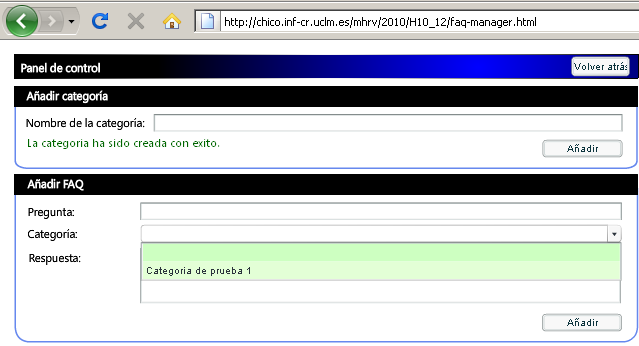 http://chico.inf-cr.uclm.es/mhrv/2010/H10_12/faq-manager.html
Panel de control
Volver atrás
Añadir categoría
Nombre de la categoría:
La categoria ha sido creada con exito.
Añadir
Añadir FAQ
Pregunta:
Categoría:
Respuesta:
Categoria de prueba 1
Añadir